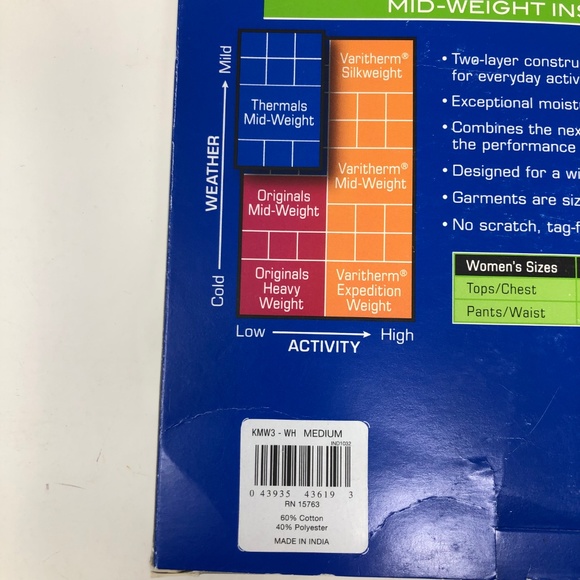 MID-WEIGHT INS
Mild
WEATHER
Cold
Thermals
Mid-Weight
Varitherm®
Silkweight
Varitherm®
Mid-Weight
Originals
Mid-Weight
Originals
Heavy
Weight
Varitherm®
Expedition
Weight
Low
High
ACTIVITY
• Two-layer constru
for everyday activ
• Exceptional moist
• Combines the nex
the performance
• Designed for a wi
• Garments are siz
• No scratch, tag-f
Women's Sizes
Tops/Chest
Pants/Waist
KMW3 - WH MEDIUM
INO1032
0 43935 43619 3
RN 15763
60% Cotton
40% Polyester
MADE IN INDIA